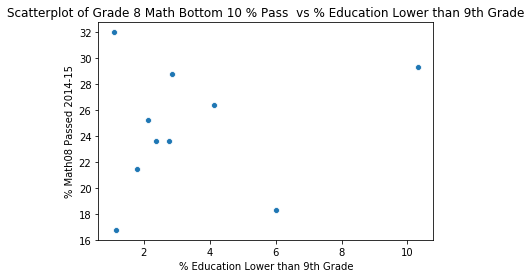 Scatterplot of Grade 8 Math Bottom 10 % Pass  vs % Education Lower than 9th Grade
% Math08 Passed 2014-15
32
30
28
26
24
22
20
18
16
2 4 6 8 10
% Education Lower than 9th Grade